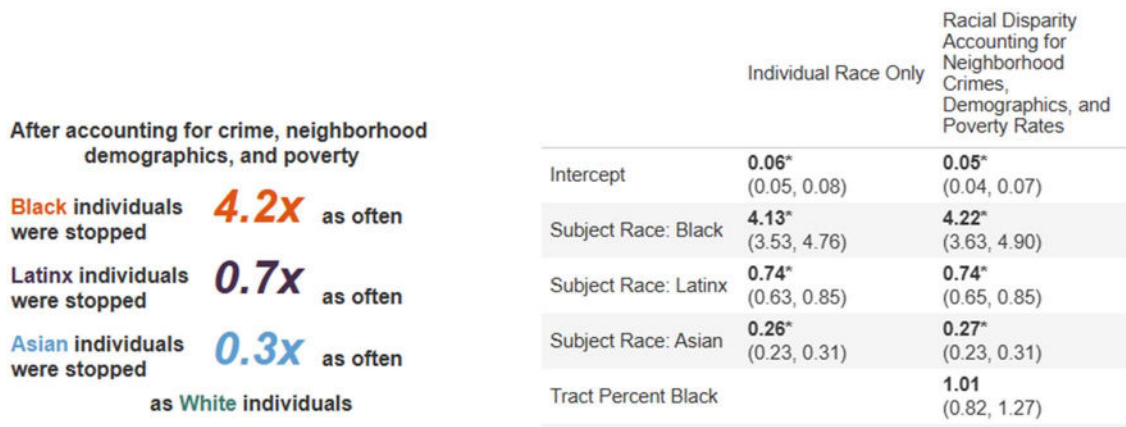 After accounting for crime, neighborhood
demographics, and poverty
Black individuals
were stopped
4.2x as often
Latinx individuals
were stopped
0.7x as often
Asian individuals
were stopped
0.3x as often
as White individuals
Individual Race Only
Racial Disparity
Accounting for
Neighborhood
Crimes,
Demographics, and
Poverty Rates
Intercept
0.06*
(0.05, 0.08)
0.05*
(0.04, 0.07)
Subject Race: Black
4.13*
(3.53, 4.76)
4.22*
(3.63, 4.90)
Subject Race: Latinx
0.74*
(0.63, 0.85)
0.74*
(0.65, 0.85)
Subject Race: Asian
0.26*
(0.23, 0.31)
0.27*
(0.23, 0.31)
Tract Percent Black
1.01
(0.82, 1.27)